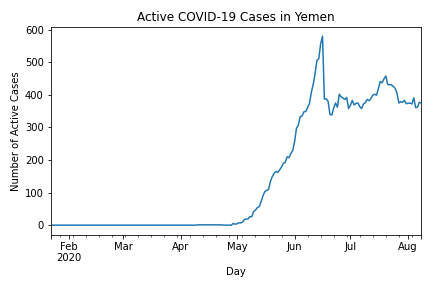 Active COVID-19 Cases in Yemen
600
500
400
300
200
100
0
Number of Active Cases
Feb
2020
Mar
Apr
May
Jun
Jul
Aug
Day